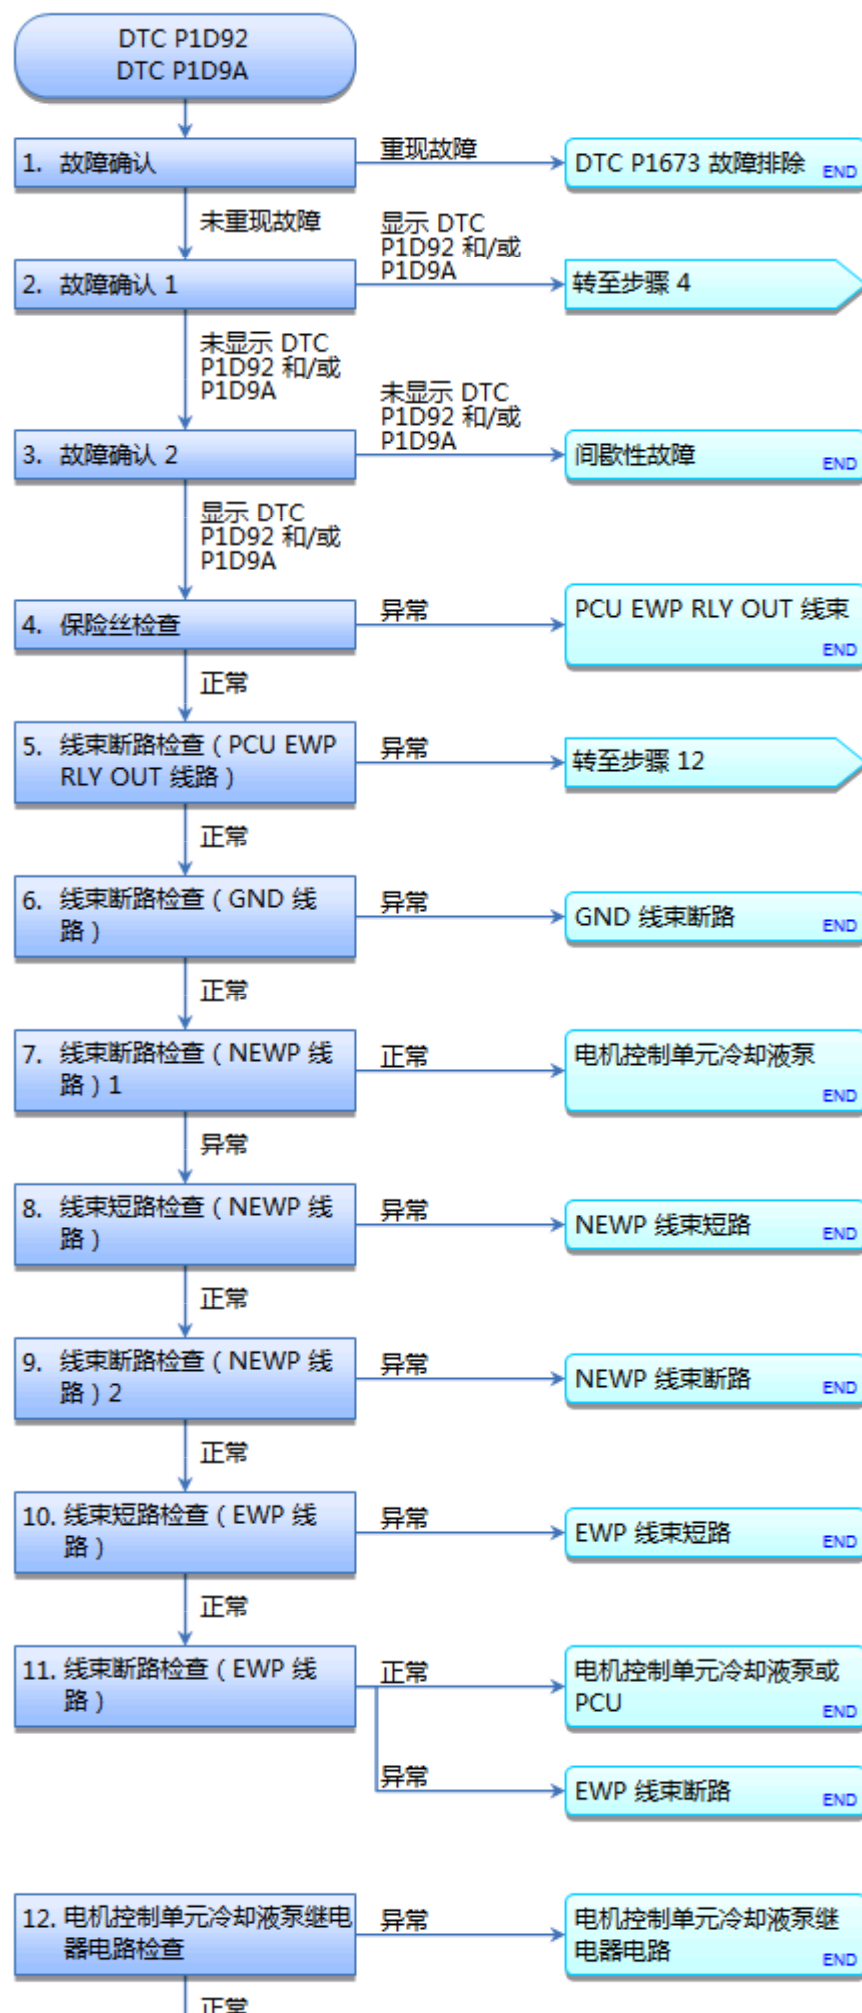 DTC P1D92
DTC P1D9A
1. 故障确认
重现故障
DTC P1673 故障排除
END
未重现故障
显示 DTC
P1D92 和/或
P1D9A
2. 故障确认 1
转至步骤 4
未显示 DTC
P1D92 和/或
P1D9A
未显示 DTC
P1D92 和/或
P1D9A
3. 故障确认 2
间歇性故障
END
显示 DTC
P1D92 和/或
P1D9A
4. 保险丝检查
异常
PCU EWP RLY OUT 线束
END
正常
5. 线束断路检查 ( PCU EWP
RLY OUT 线路 )
异常
转至步骤 12
正常
6. 线束断路检查 ( GND 线
路 )
异常
GND 线束断路
END
正常
7. 线束断路检查 ( NEWP 线
路 ) 1
正常
电机控制单元冷却液泵
END
异常
8. 线束短路检查 ( NEWP 线
路 )
异常
NEWP 线束短路
END
正常
9. 线束断路检查 ( NEWP 线
路 ) 2
异常
NEWP 线束断路
END
正常
10. 线束短路检查 ( EWP 线
路 )
异常
EWP 线束短路
END
正常
11. 线束断路检查 ( EWP 线
路 )
正常
电机控制单元冷却液泵或
PCU
END
异常
EWP 线束断路
END
12. 电机控制单元冷却液泵继电
器电路检查
异常
电机控制单元冷却液泵继
电器电路
END
正常